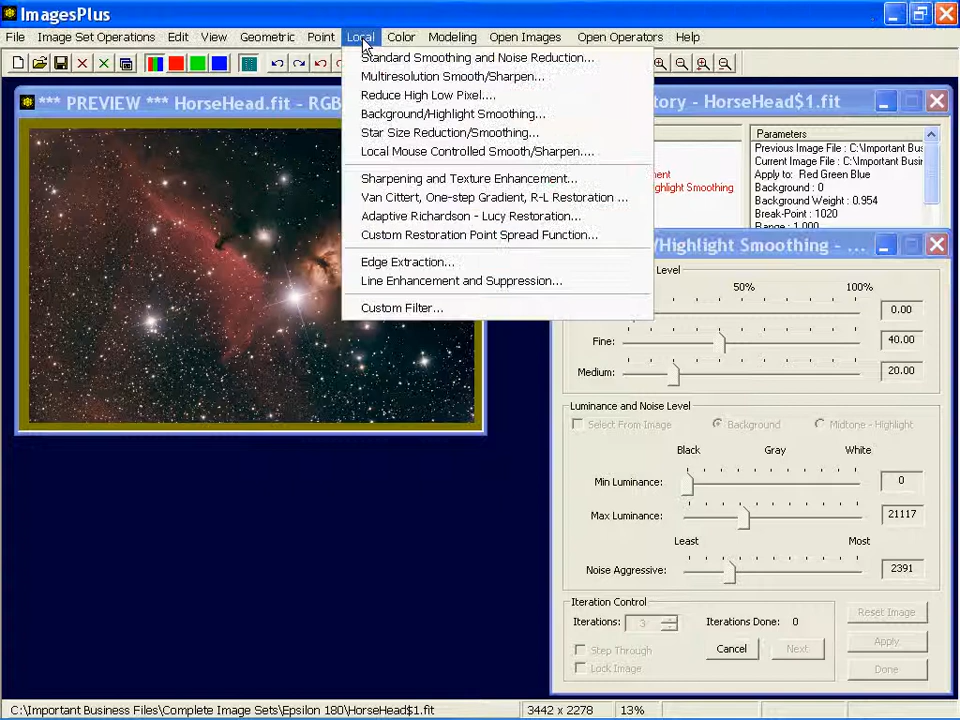 ImagesPlus
File Image Set Operations Edit View Geometric Point Local Color Modeling Open Images Open Operators Help
*** PREVIEW *** HorseHead.fit - RGB
tory - HorseHead$1.fit
Standard Smoothing and Noise Reduction...
Multiresolution Smooth/Sharpen...
Reduce High Low Pixel....
Background/Highlight Smoothing...
Star Size Reduction/Smoothing...
Local Mouse Controlled Smooth/Sharpen....
Sharpening and Texture Enhancement...
Van Cittert, One-step Gradient, R-L Restoration ...
Adaptive Richardson - Lucy Restoration...
Custom Restoration Point Spread Function...
Edge Extraction...
Line Enhancement and Suppression...
Custom Filter...
ment
ghlight Smoothing
Parameters
Previous Image File : C:\Important Busin
Current Image File : C:\Important Busin
Apply to: Red Green Blue
Background : 0
Background Weight : 0.954
Break-Point : 1020
Range : 1.000
/Highlight Smoothing - ...
Level
50% 100%
0.00
Fine: 40.00
Medium: 20.00
Luminance and Noise Level
Select From Image Background Midtone - Highlight
Black Gray White
Min Luminance: 0
Max Luminance: 21117
Least Most
Noise Aggressive: 2391
Iteration Control
Iterations: 3 Iterations Done: 0
Step Through
Lock Image
Cancel Next
Reset Image
Apply
Done
C:\Important Business Files\Complete Image Sets\Epsilon 180\HorseHead$1.fit 3442 x 2278 13%